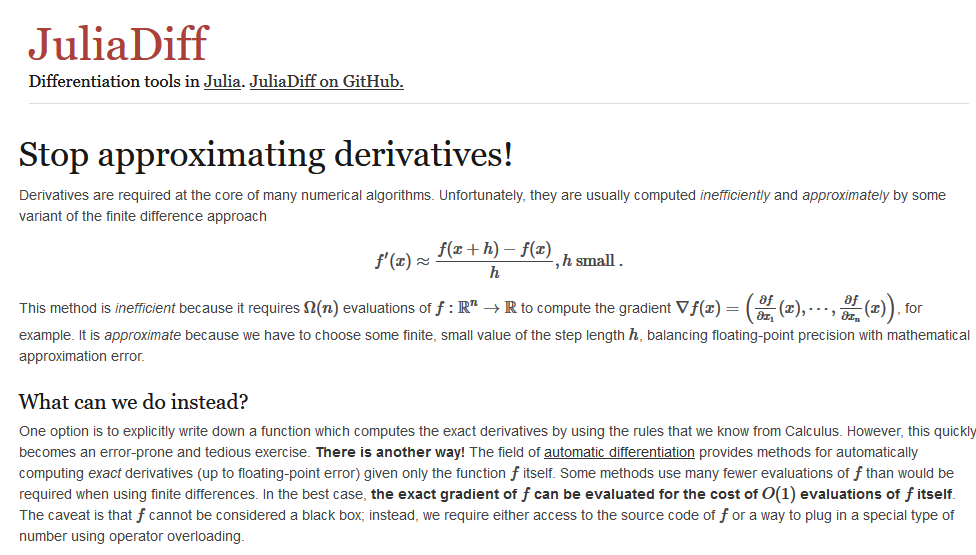 JuliaDiff
Differentiation tools in Julia. JuliaDiff on GitHub.
Stop approximating derivatives!
Derivatives are required at the core of many numerical algorithms. Unfortunately, they are usually computed inefficiently and approximately by some
variant of the finite difference approach
f′(x) ≈ \frac{f(x + h) − f(x)}{h}, h small .
This method is inefficient because it requires Ω(n) evaluations of f : ℝⁿ → ℝ to compute the gradient ∇f(x) = (\frac{∂f}{∂x₁}(x), ⋯, \frac{∂f}{∂xₙ}(x)), for
example. It is approximate because we have to choose some finite, small value of the step length h, balancing floating-point precision with mathematical
approximation error.
What can we do instead?
One option is to explicitly write down a function which computes the exact derivatives by using the rules that we know from Calculus. However, this quickly
becomes an error-prone and tedious exercise. There is another way! The field of automatic differentiation provides methods for automatically
computing exact derivatives (up to floating-point error) given only the function f itself. Some methods use many fewer evaluations of f than would be
required when using finite differences. In the best case, the exact gradient of f can be evaluated for the cost of O(1) evaluations of f itself.
The caveat is that f cannot be considered a black box; instead, we require either access to the source code of f or a way to plug in a special type of
number using operator overloading.